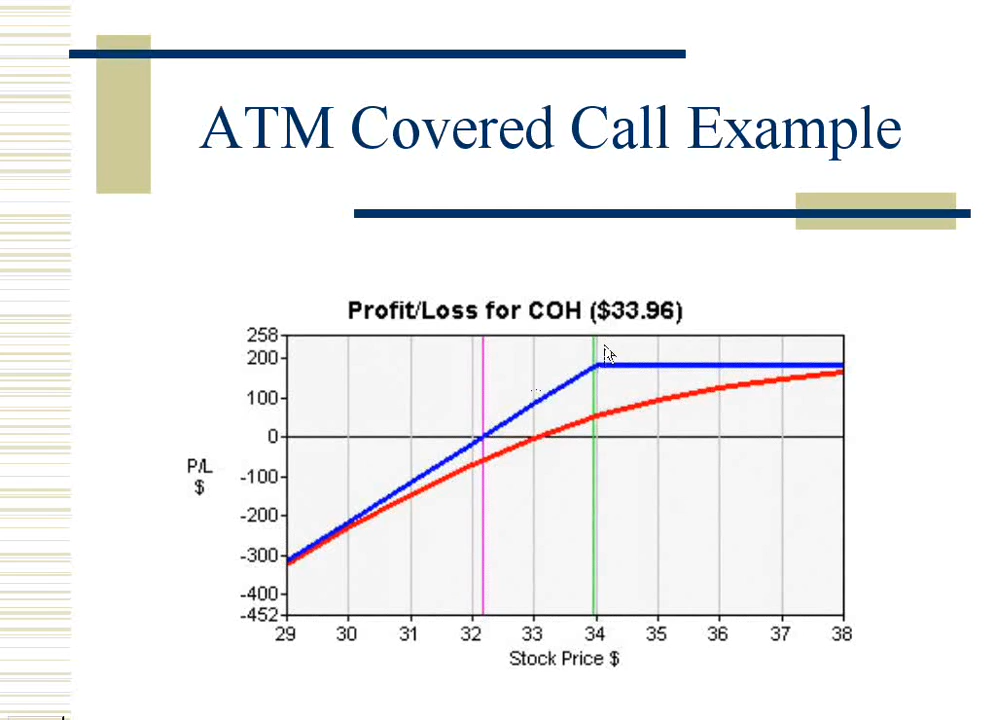 ATM Covered Call Example
Profit/Loss for COH ($33.96)
258
200
100
0
-100
-200
-300
-400
-452
P/L
$
29 30 31 32 33 34 35 36 37 38
Stock Price $